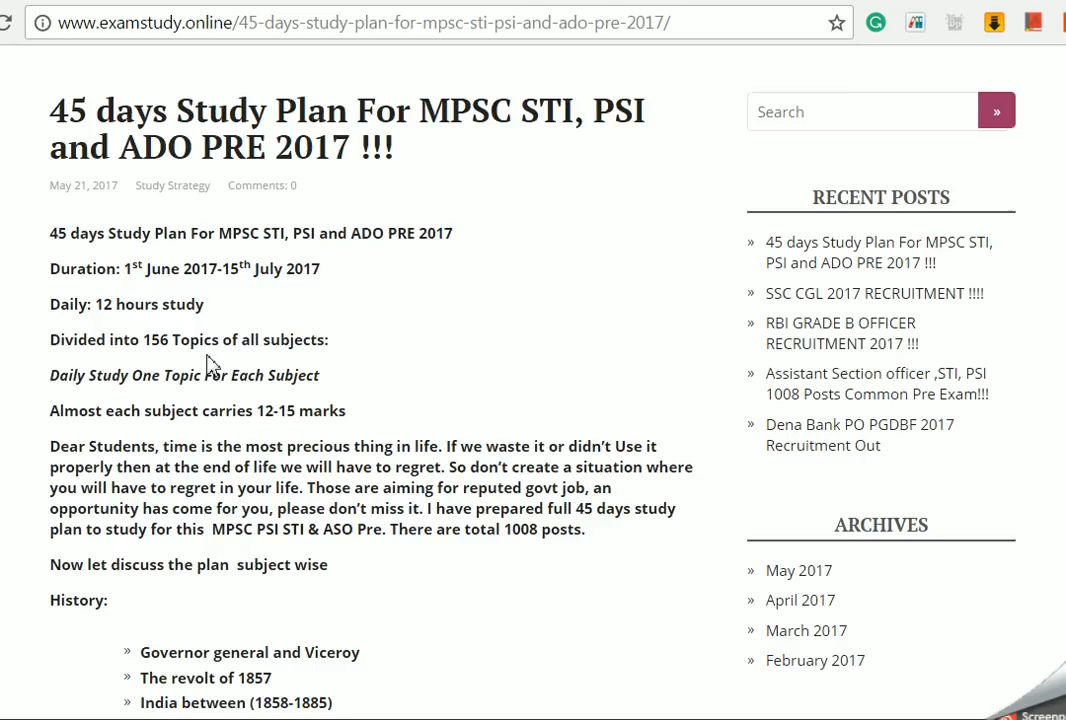 www.examstudy.online/45-days-study-plan-for-mpsc-sti-psi-and-ado-pre-2017/
45 days Study Plan For MPSC STI, PSI
and ADO PRE 2017 !!!
May 21, 2017 Study Strategy Comments: 0
45 days Study Plan For MPSC STI, PSI and ADO PRE 2017
Duration: 1st June 2017-15th July 2017
Daily: 12 hours study
Divided into 156 Topics of all subjects:
Daily Study One Topic For Each Subject
Almost each subject carries 12-15 marks
Dear Students, time is the most precious thing in life. If we waste it or didn’t Use it
properly then at the end of life we will have to regret. So don’t create a situation where
you will have to regret in your life. Those are aiming for reputed govt job, an
opportunity has come for you, please don’t miss it. I have prepared full 45 days study
plan to study for this MPSC PSI STI & ASO Pre. There are total 1008 posts.
Now let discuss the plan subject wise
History:
» Governor general and Viceroy
» The revolt of 1857
» India between (1858-1885)
Search »
RECENT POSTS
» 45 days Study Plan For MPSC STI,
PSI and ADO PRE 2017 !!!
» SSC CGL 2017 RECRUITMENT !!!!
» RBI GRADE B OFFICER
RECRUITMENT 2017 !!!
» Assistant Section officer ,STI, PSI
1008 Posts Common Pre Exam!!!
» Dena Bank PO PGDBF 2017
Recruitment Out
ARCHIVES
» May 2017
» April 2017
» March 2017
» February 2017